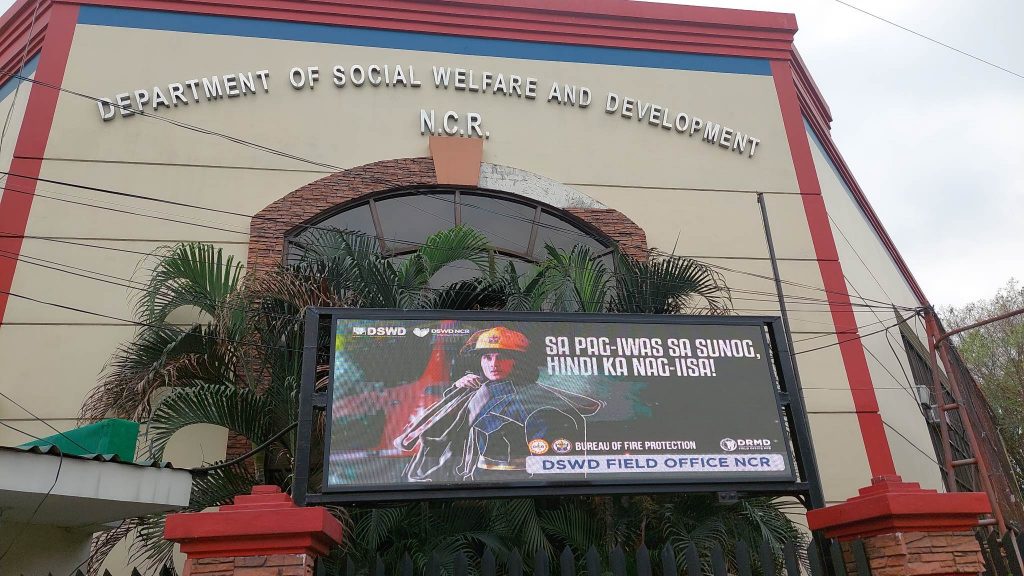 DEPARTMENT OF SOCIAL WELFARE AND DEVELOPMENT
N.C.R.
DSWD DSWD NCR
SA PAG-IWAS SA SUNOG,
HINDI KA NAG-IISA!
BUREAU OF FIRE PROTECTION
DRMD
DSWD FIELD OFFICE NCR